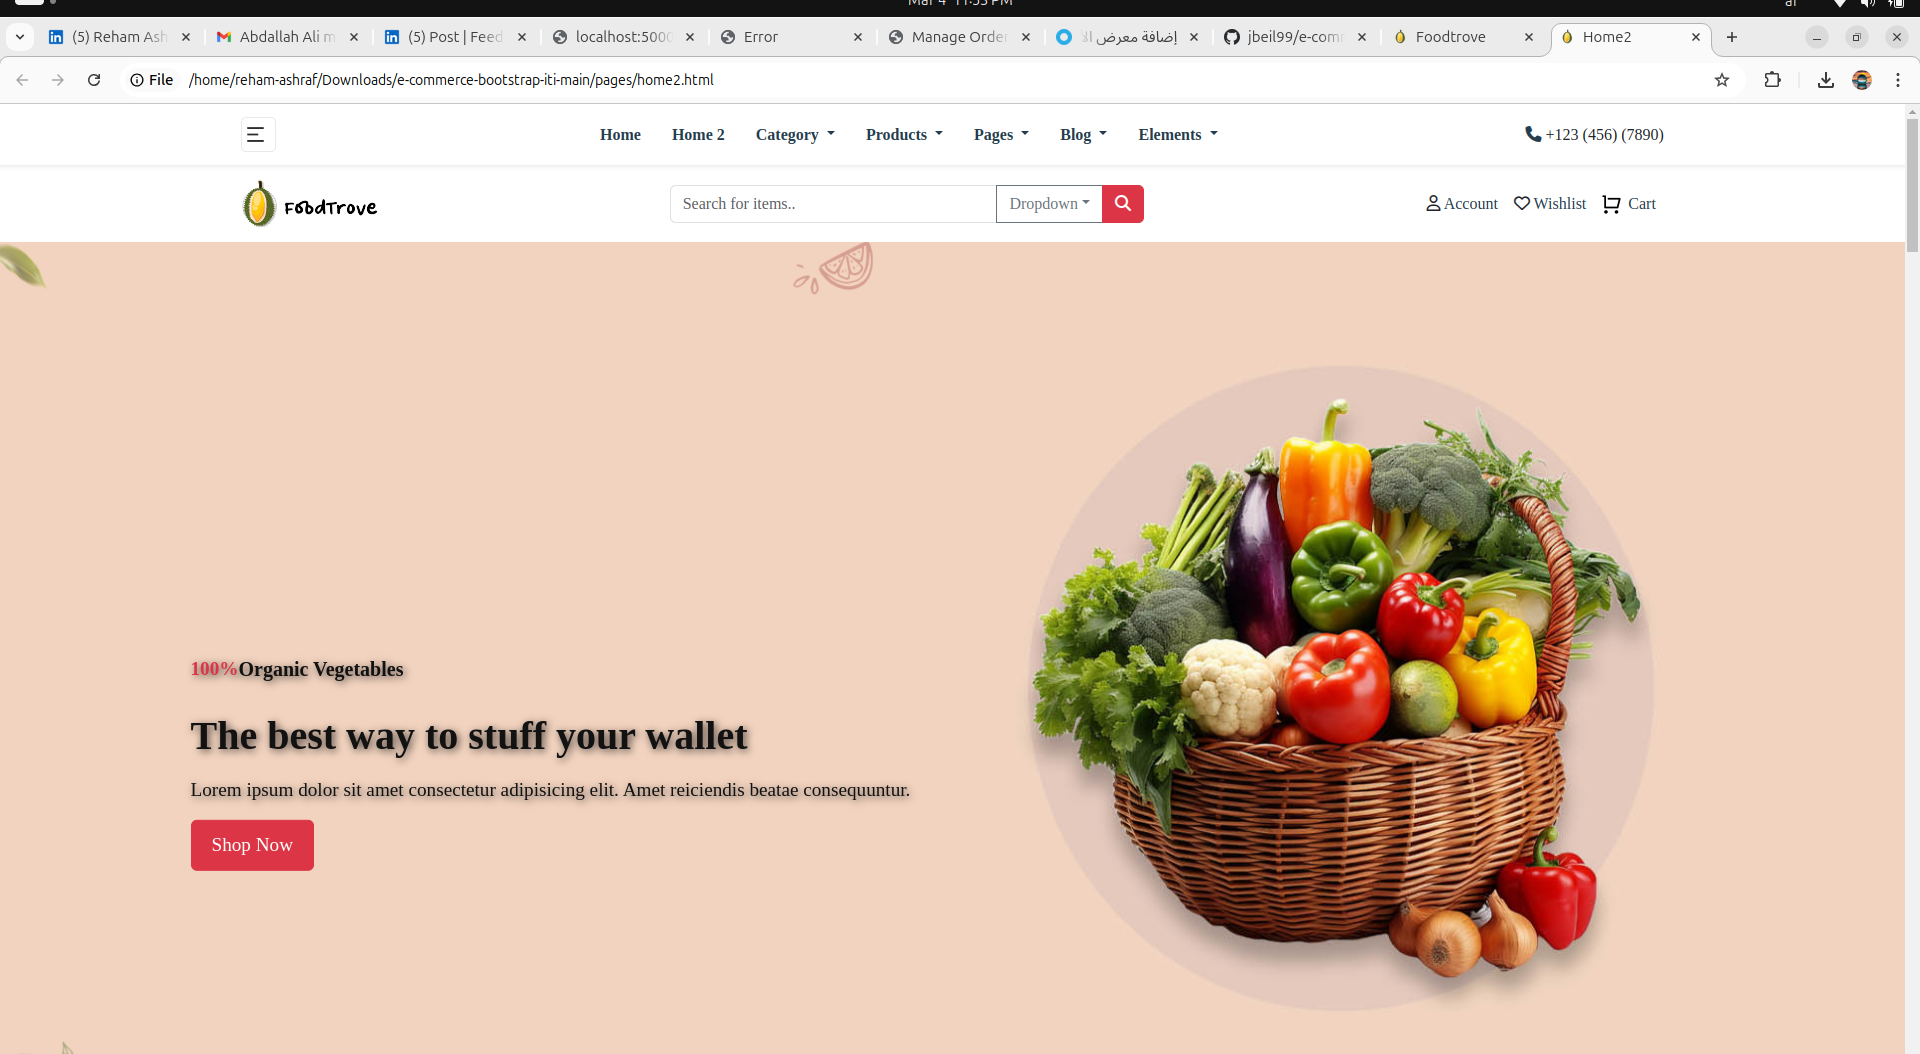 Mar 4 11:53 PM
ar
(5) Reham Ash
Abdallah Ali m
(5) Post | Feed
localhost:5000
Error
Manage Order
إضافة معرض الا
jbeil99/e-comm
Foodtrove
Home2
File
/home/reham-ashraf/Downloads/e-commerce-bootstrap-iti-main/pages/home2.html
Home
Home 2
Category
Products
Pages
Blog
Elements
+123 (456) (7890)
FoodTrove
Search for items..
Dropdown
Account
Wishlist
Cart
100%Organic Vegetables
The best way to stuff your wallet
Lorem ipsum dolor sit amet consectetur adipisicing elit. Amet reiciendis beatae consequuntur.
Shop Now